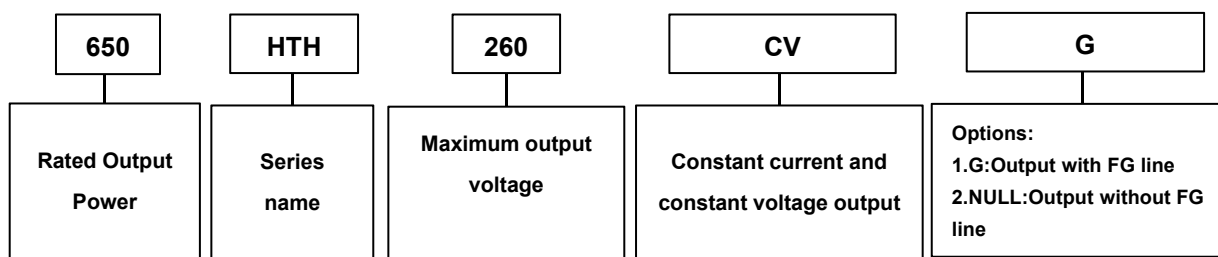 650
HTH
260
CV
G
Rated Output
Power
Series
name
Maximum output
voltage
Constant current and
constant voltage output
Options:
1.G:Output with FG line
2.NULL:Output without FG
line